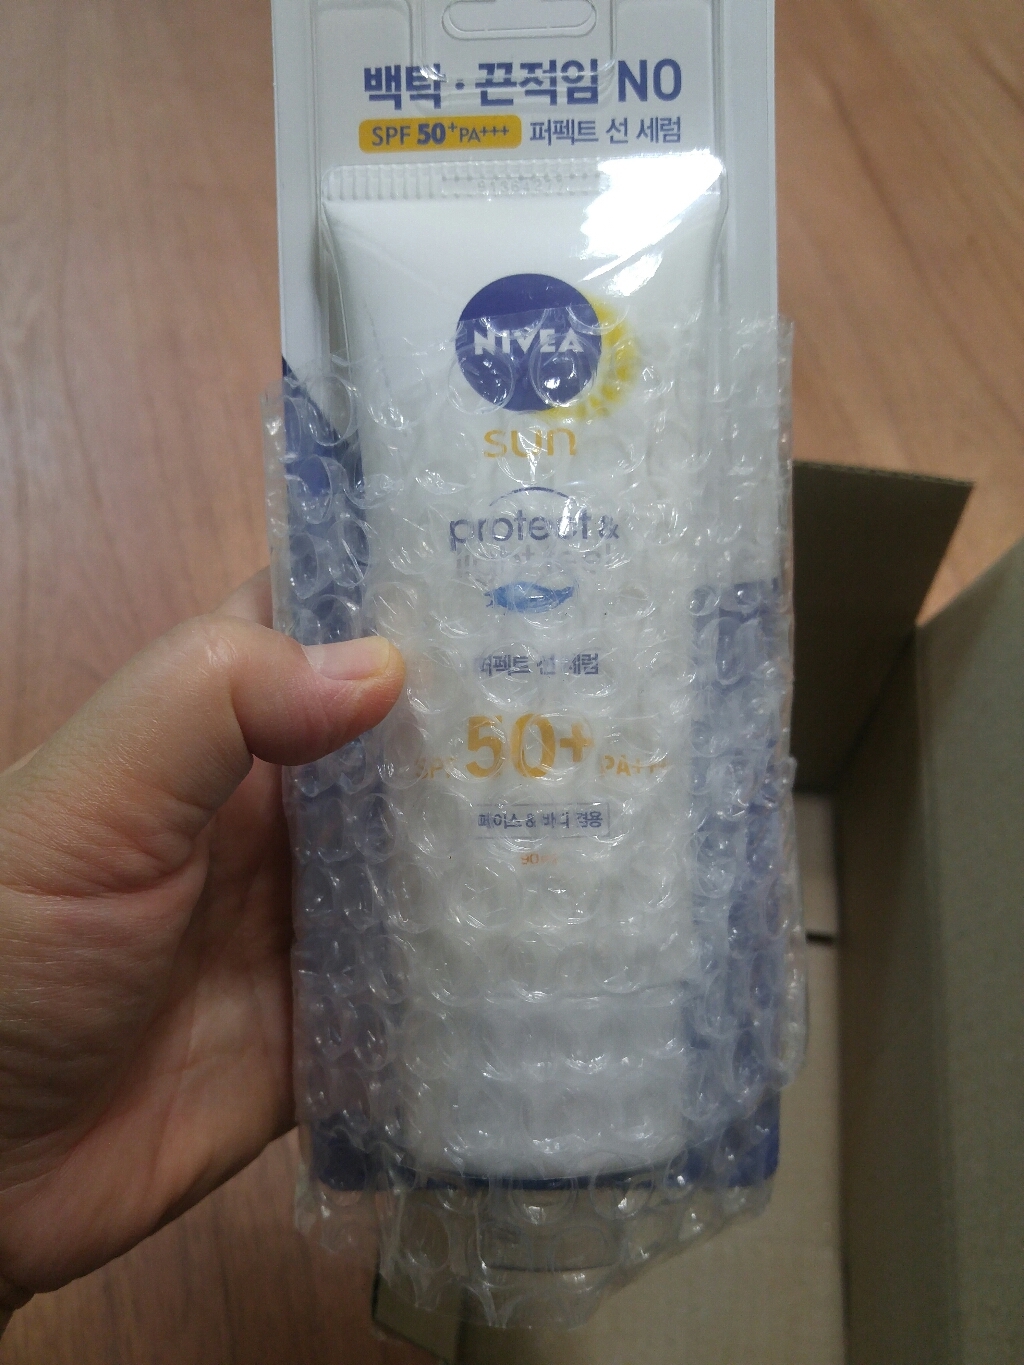 백탁·끈적임 NO
SPF 50+ PA+++ 퍼펙트 선 세럼
NIVEA
sun
protect &
퍼펙트 선 세럼
SPF 50+ PA+++
페이스 & 바디 겸용